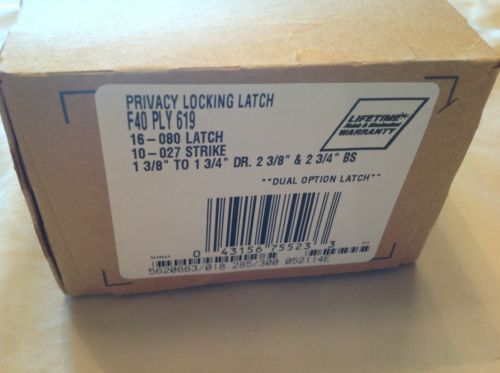 PRIVACY LOCKING LATCH
F40 PLY 619
16-080 LATCH
10-027 STRIKE
1 3/8" TO 1 3/4" DR. 2 3/8" & 2 3/4" BS
LIFETIME
WARRANTY
**DUAL OPTION LATCH**
0 43156 75523 3
5620663/018 285/300 052114E